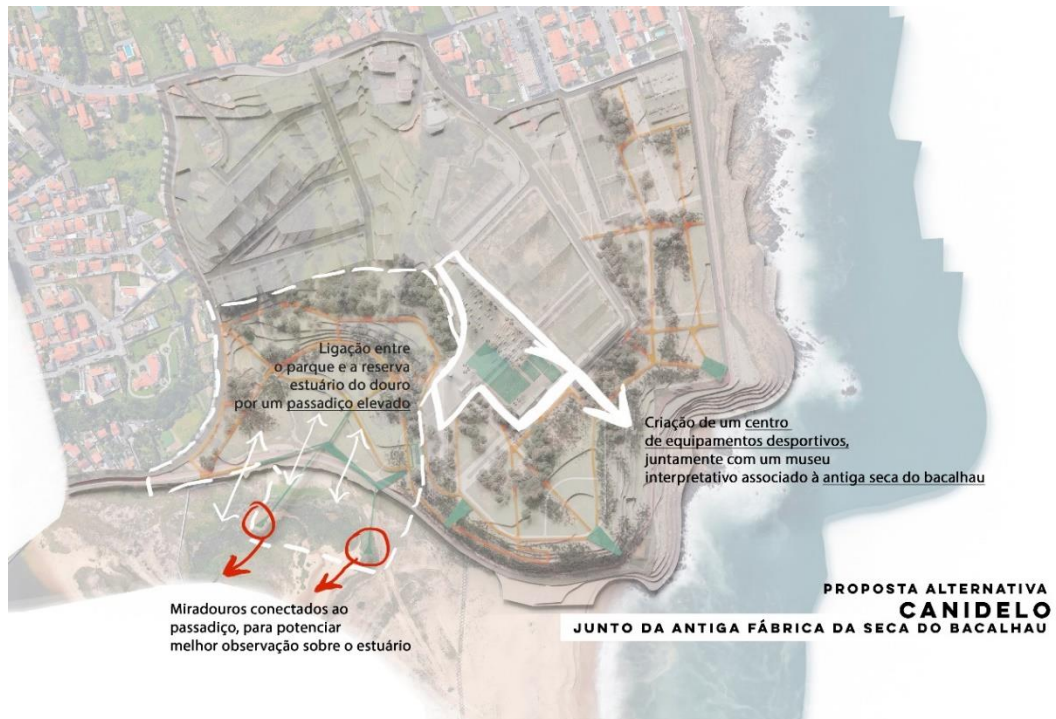 Ligação entre
o parque e a reserva
estuário do douro
por um passadiço elevado
Criação de um centro
de equipamentos desportivos,
juntamente com um museu
interpretativo associado à antiga seca do bacalhau
Miradouros conectados ao
passadiço, para potenciar
melhor observação sobre o estuário
PROPOSTA ALTERNATIVA
CANIDELO
JUNTO DA ANTIGA FÁBRICA DA SECA DO BACALHAU